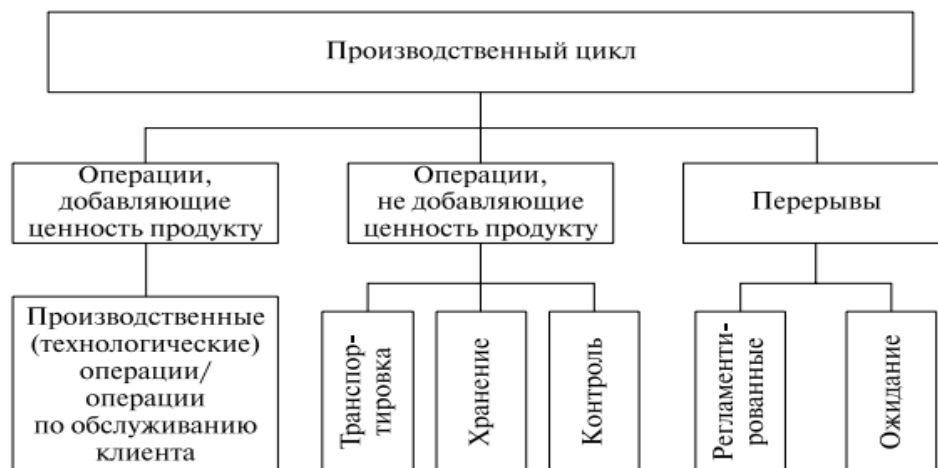 Производственный цикл
Операции,
добавляющие
ценность продукту
Операции,
не добавляющие
ценность продукту
Перерывы
Производственные
(технологические)
операции/
операции
по обслуживанию
клиента
Транспор-
тировка
Хранение
Контроль
Регламенти-
рованные
Ожидание